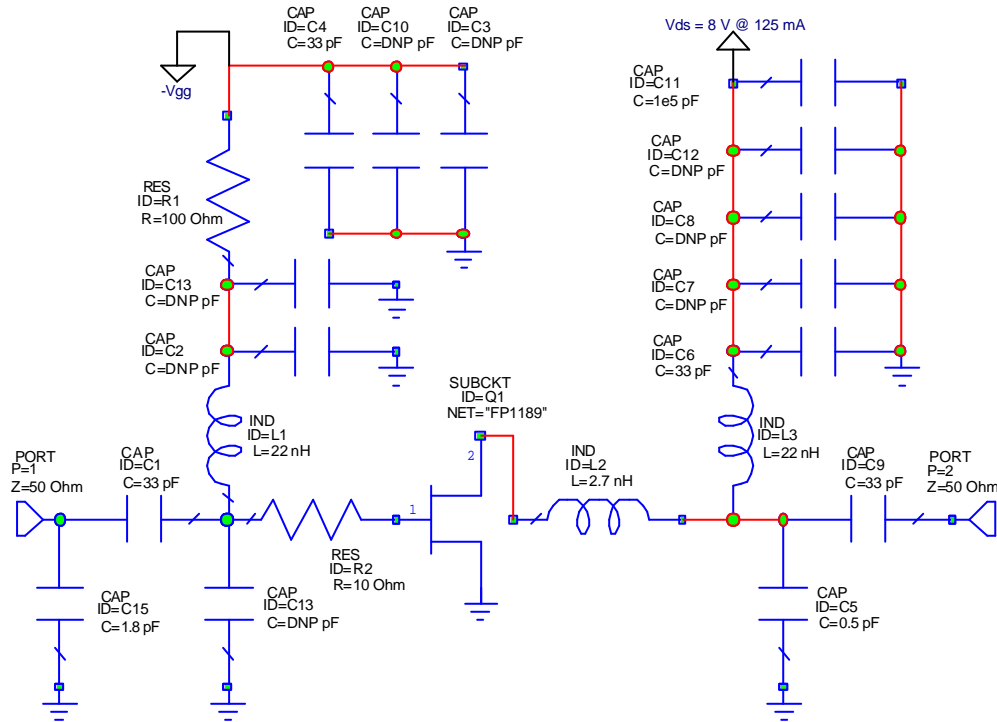 CAP
ID=C4
C=33 pF
CAP
ID=C10
C=DNP pF
CAP
ID=C3
C=DNP pF
-Vgg
RES
ID=R1
R=100 Ohm
CAP
ID=C13
C=DNP pF
CAP
ID=C2
C=DNP pF
IND
ID=L1
L=22 nH
PORT
P=1
Z=50 Ohm
CAP
ID=C1
C=33 pF
CAP
ID=C15
C=1.8 pF
CAP
ID=C13
C=DNP pF
RES
ID=R2
R=10 Ohm
SUBCKT
ID=Q1
NET="FP1189"
1
2
IND
ID=L2
L=2.7 nH
Vds = 8 V @ 125 mA
CAP
ID=C11
C=1e5 pF
CAP
ID=C12
C=DNP pF
CAP
ID=C8
C=DNP pF
CAP
ID=C7
C=DNP pF
CAP
ID=C6
C=33 pF
IND
ID=L3
L=22 nH
CAP
ID=C9
C=33 pF
PORT
P=2
Z=50 Ohm
CAP
ID=C5
C=0.5 pF